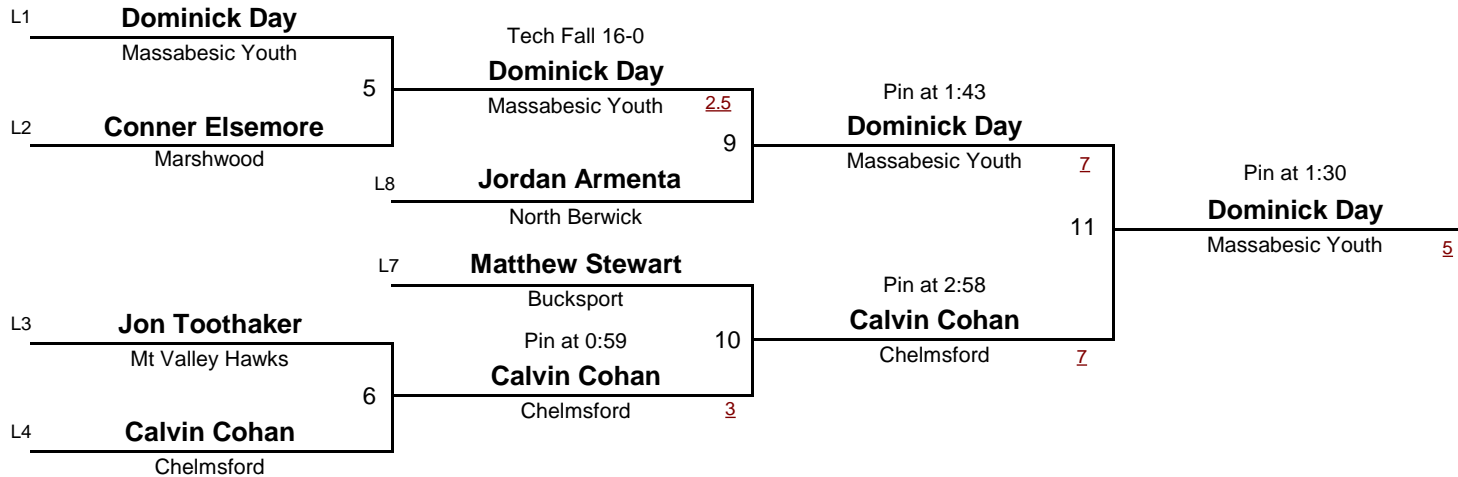 L1
Dominick Day
Massabesic Youth
5
L2
Conner Elsemore
Marshwood
Tech Fall 16-0
Dominick Day
Massabesic Youth 2.5
9
L8
Jordan Armenta
North Berwick
Pin at 1:43
Dominick Day
Massabesic Youth 7
11
Pin at 1:30
Dominick Day
Massabesic Youth 5
L7
Matthew Stewart
Bucksport
10
L3
Jon Toothaker
Mt Valley Hawks
6
L4
Calvin Cohan
Chelmsford
Pin at 0:59
Calvin Cohan
Chelmsford 3
Pin at 2:58
Calvin Cohan
Chelmsford 7